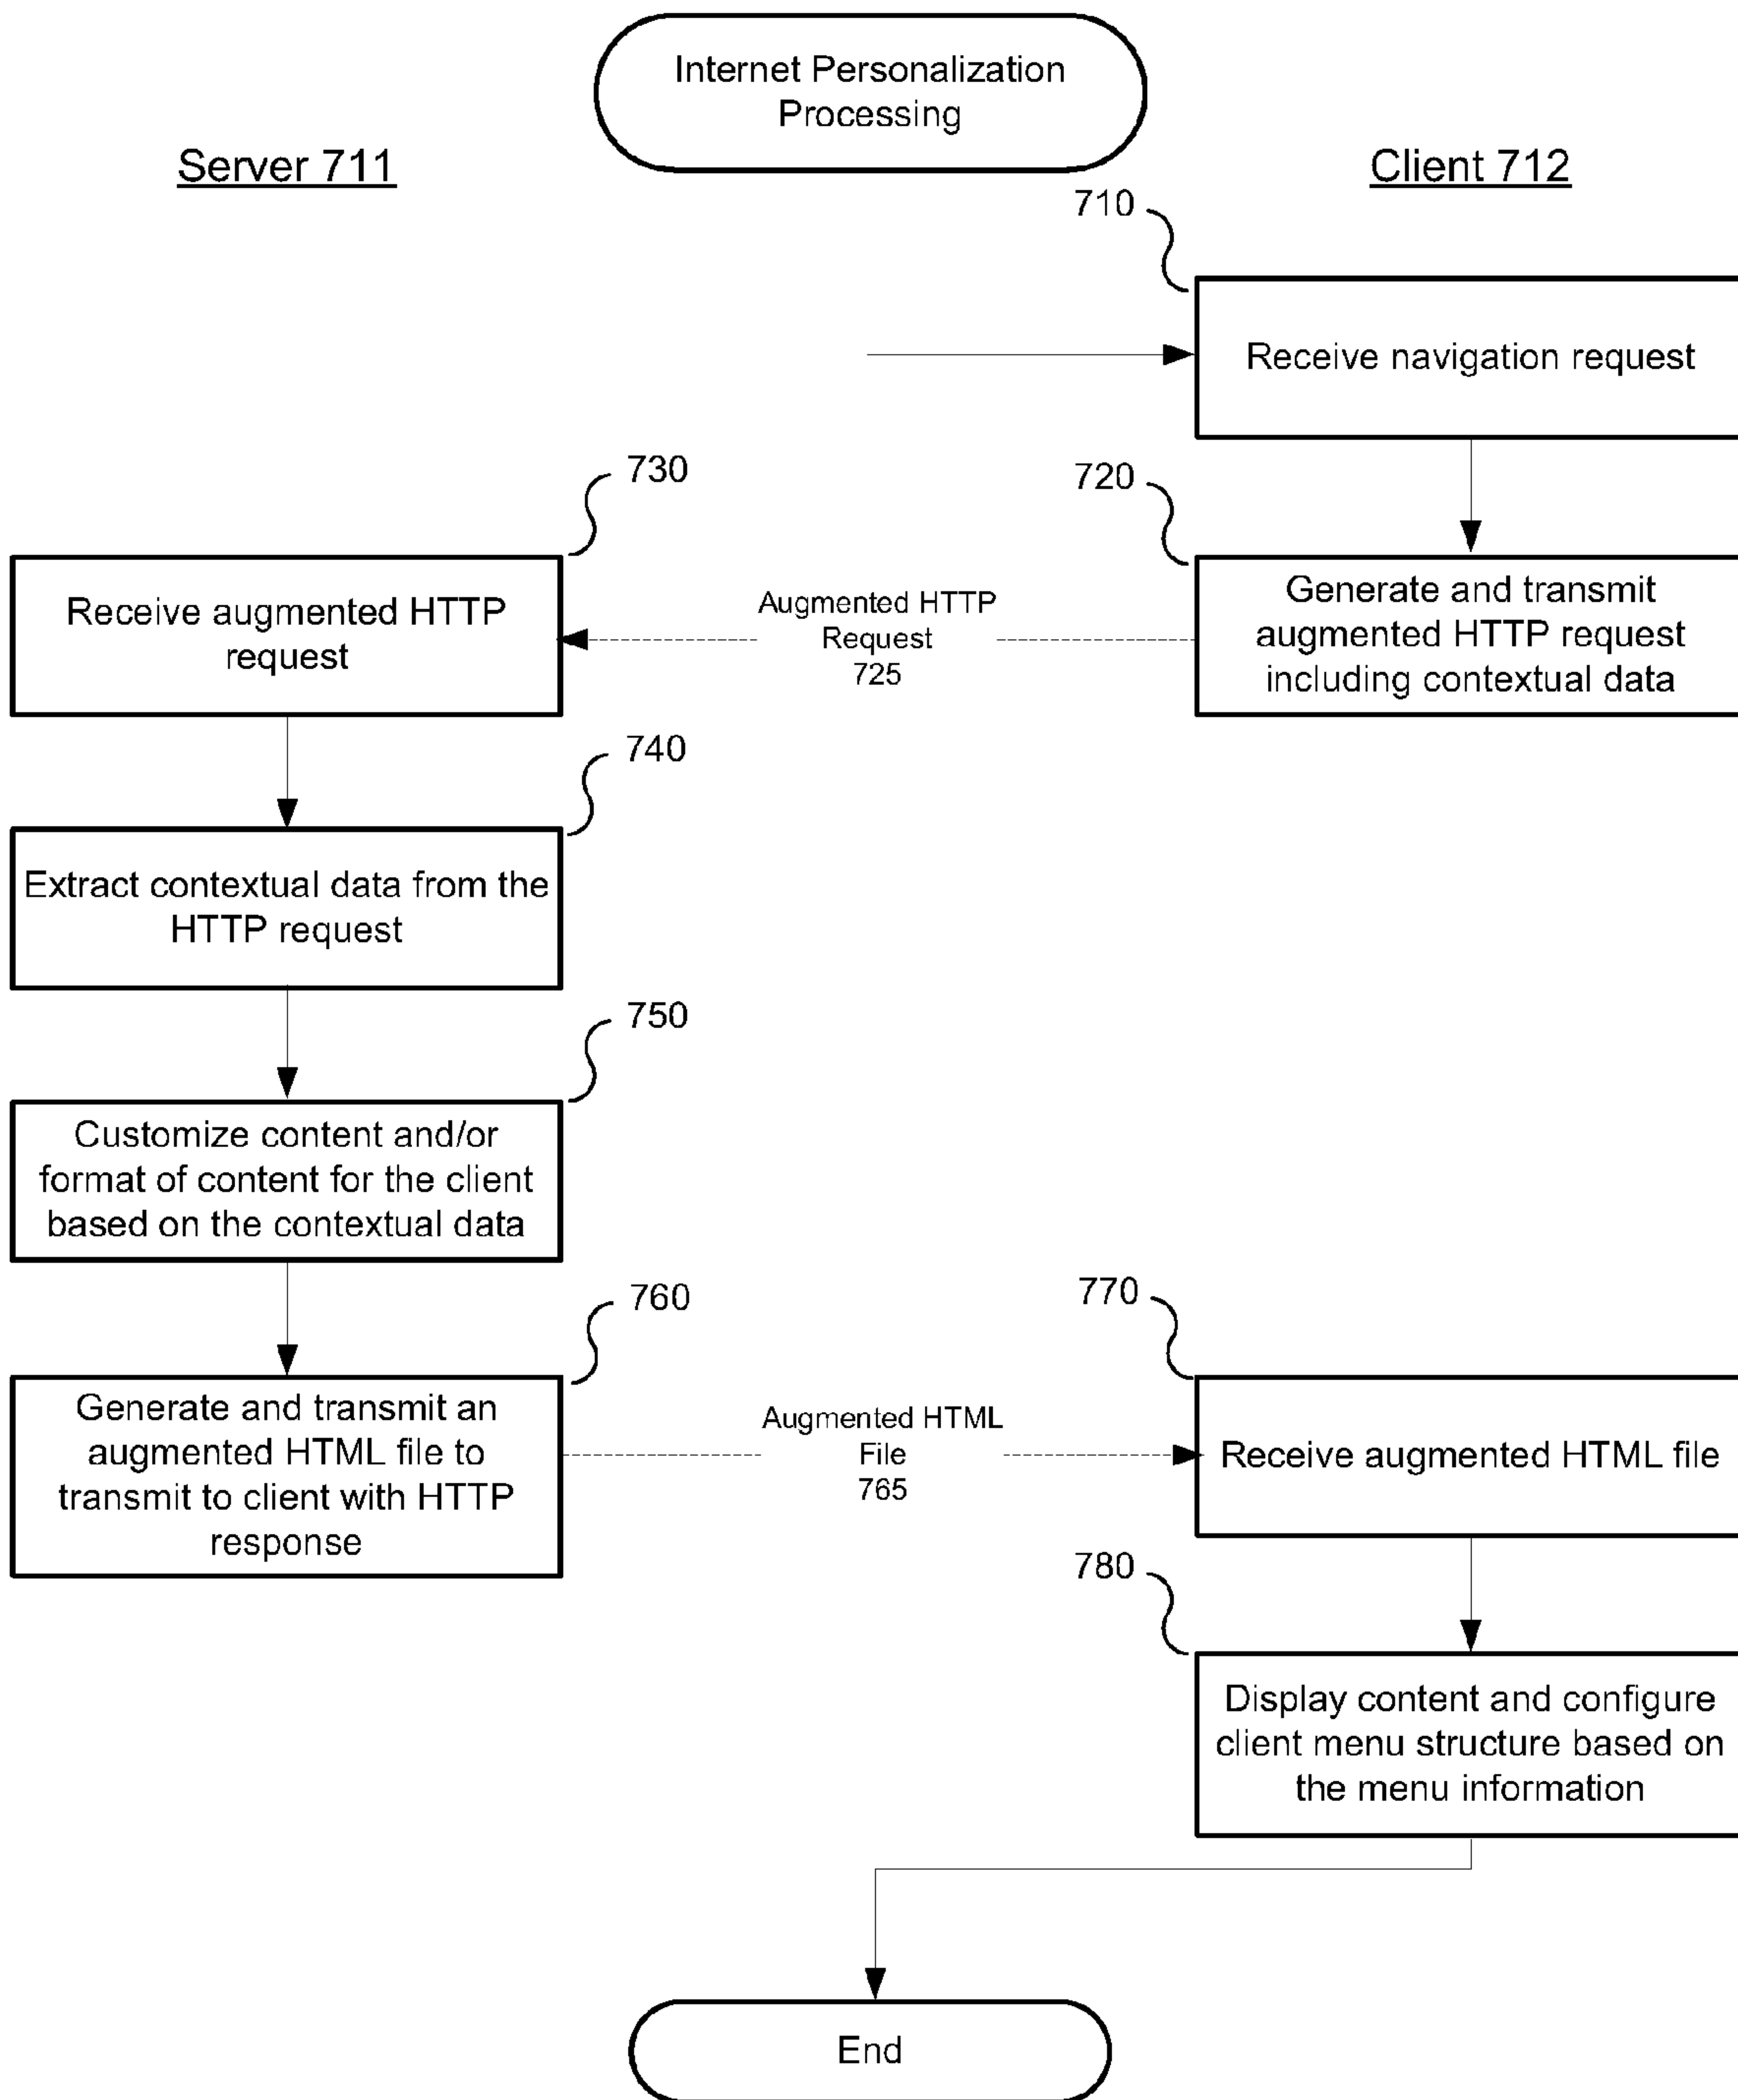 Internet Personalization
Processing
Server 711
Client 712
710
Receive navigation request
730
720
Receive augmented HTTP
request
Augmented HTTP
Request
725
Generate and transmit
augmented HTTP request
including contextual data
740
Extract contextual data from the
HTTP request
750
Customize content and/or
format of content for the client
based on the contextual data
760
770
Generate and transmit an
augmented HTML file to
transmit to client with HTTP
response
Augmented HTML
File
765
Receive augmented HTML file
780
Display content and configure
client menu structure based on
the menu information
End